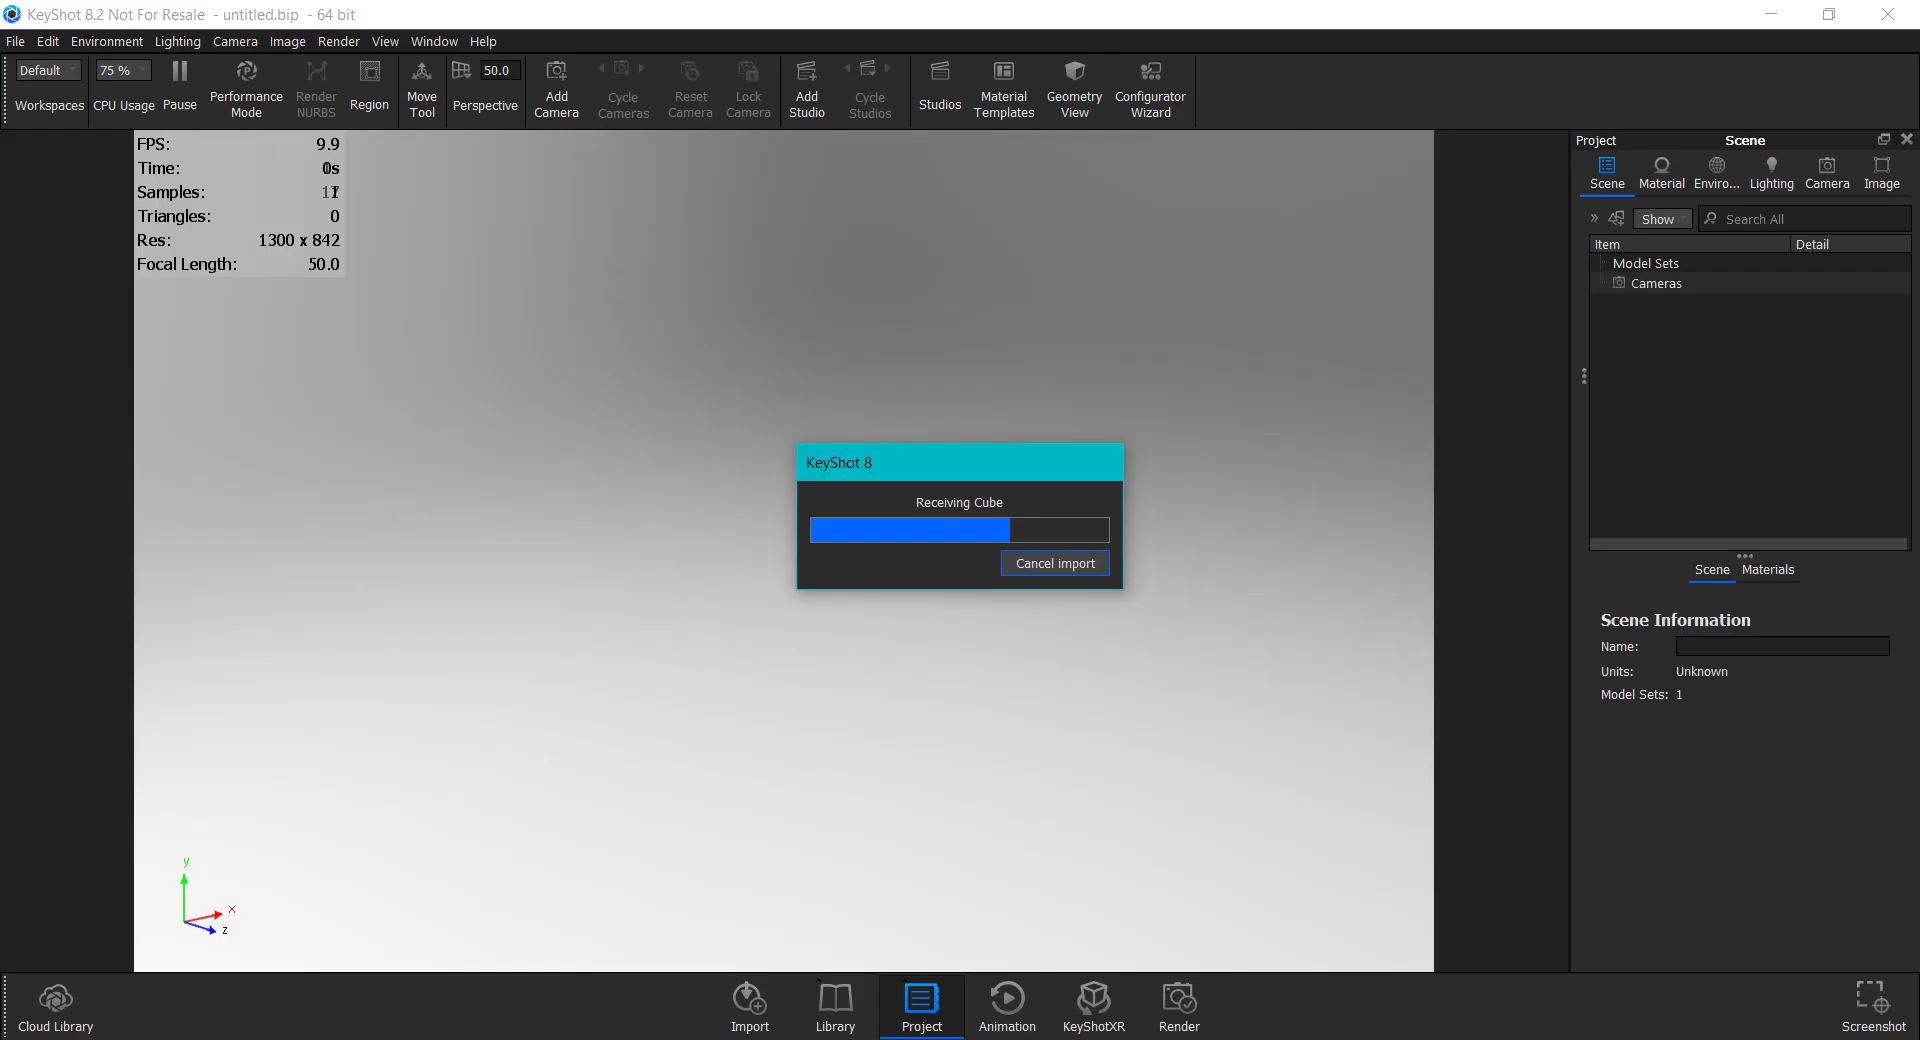 KeyShot 8.2 Not For Resale - untitled.bip - 64 bit
File Edit Environment Lighting Camera Image Render View Window Help
Default
Workspaces
75 %
CPU Usage
Pause
Performance
Mode
Render
NURBS
Region
Move
Tool
50.0
Perspective
Add
Camera
Cycle
Cameras
Reset
Camera
Lock
Camera
Add
Studio
Cycle
Studios
Studios
Material
Templates
Geometry
View
Configurator
Wizard
FPS: 9.9
Time: 0s
Samples:
Triangles: 0
Res: 1300 x 842
Focal Length: 50.0
y
x
z
KeyShot 8
Receiving Cube
Cancel import
Project Scene
Scene Material Enviro... Lighting Camera Image
» Show Search All
Item Detail
Model Sets
Cameras
Scene Materials
Scene Information
Name:
Units: Unknown
Model Sets: 1
Cloud Library
Import
Library
Project
Animation
KeyShotXR
Render
Screenshot